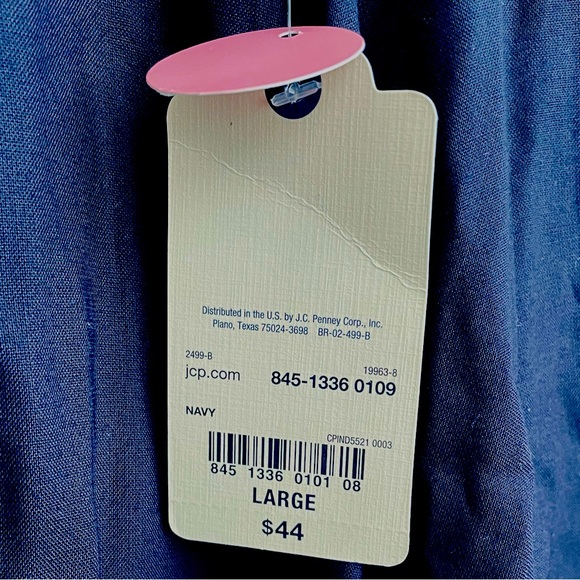 Distributed in the U.S. by J.C. Penney Corp., Inc.
Plano, Texas 75024-3698 BR-02-499-B
2499-B 19963-8
jcp.com 845-1336 0109
NAVY
CPIND5521 0003
845 1336 0101 08
LARGE
$44